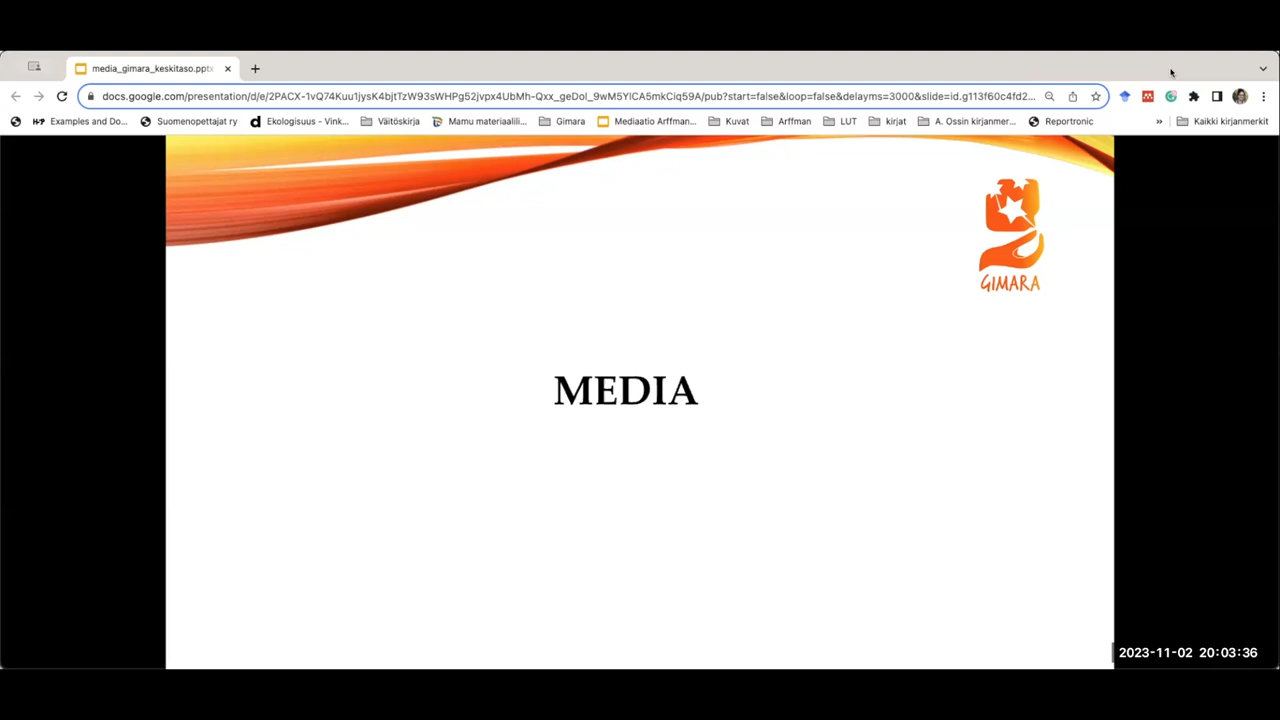 media_gimara_keskitaso.pptx
docs.google.com/presentation/d/e/2PACX-1vQ74Kuu1jysK4bjtTzW93sWHPg52jvpx4UbMh-Qxx_geDol_9wM5YlCA5mkCiq59A/pub?start=false&loop=false&delayms=3000&slide=id.g113f60c4fd2...
Examples and Do... Suomenopettajat ry Ekologisuus - Vink... Väitöskirja Mamu materiaalil... Gimara Mediaatio Arffman... Kuvat Arffman LUT kirjat A. Ossin kirjanmer... Reportronic » Kaikki kirjanmerkit
GIMARA
MEDIA
2023-11-02 20:03:36